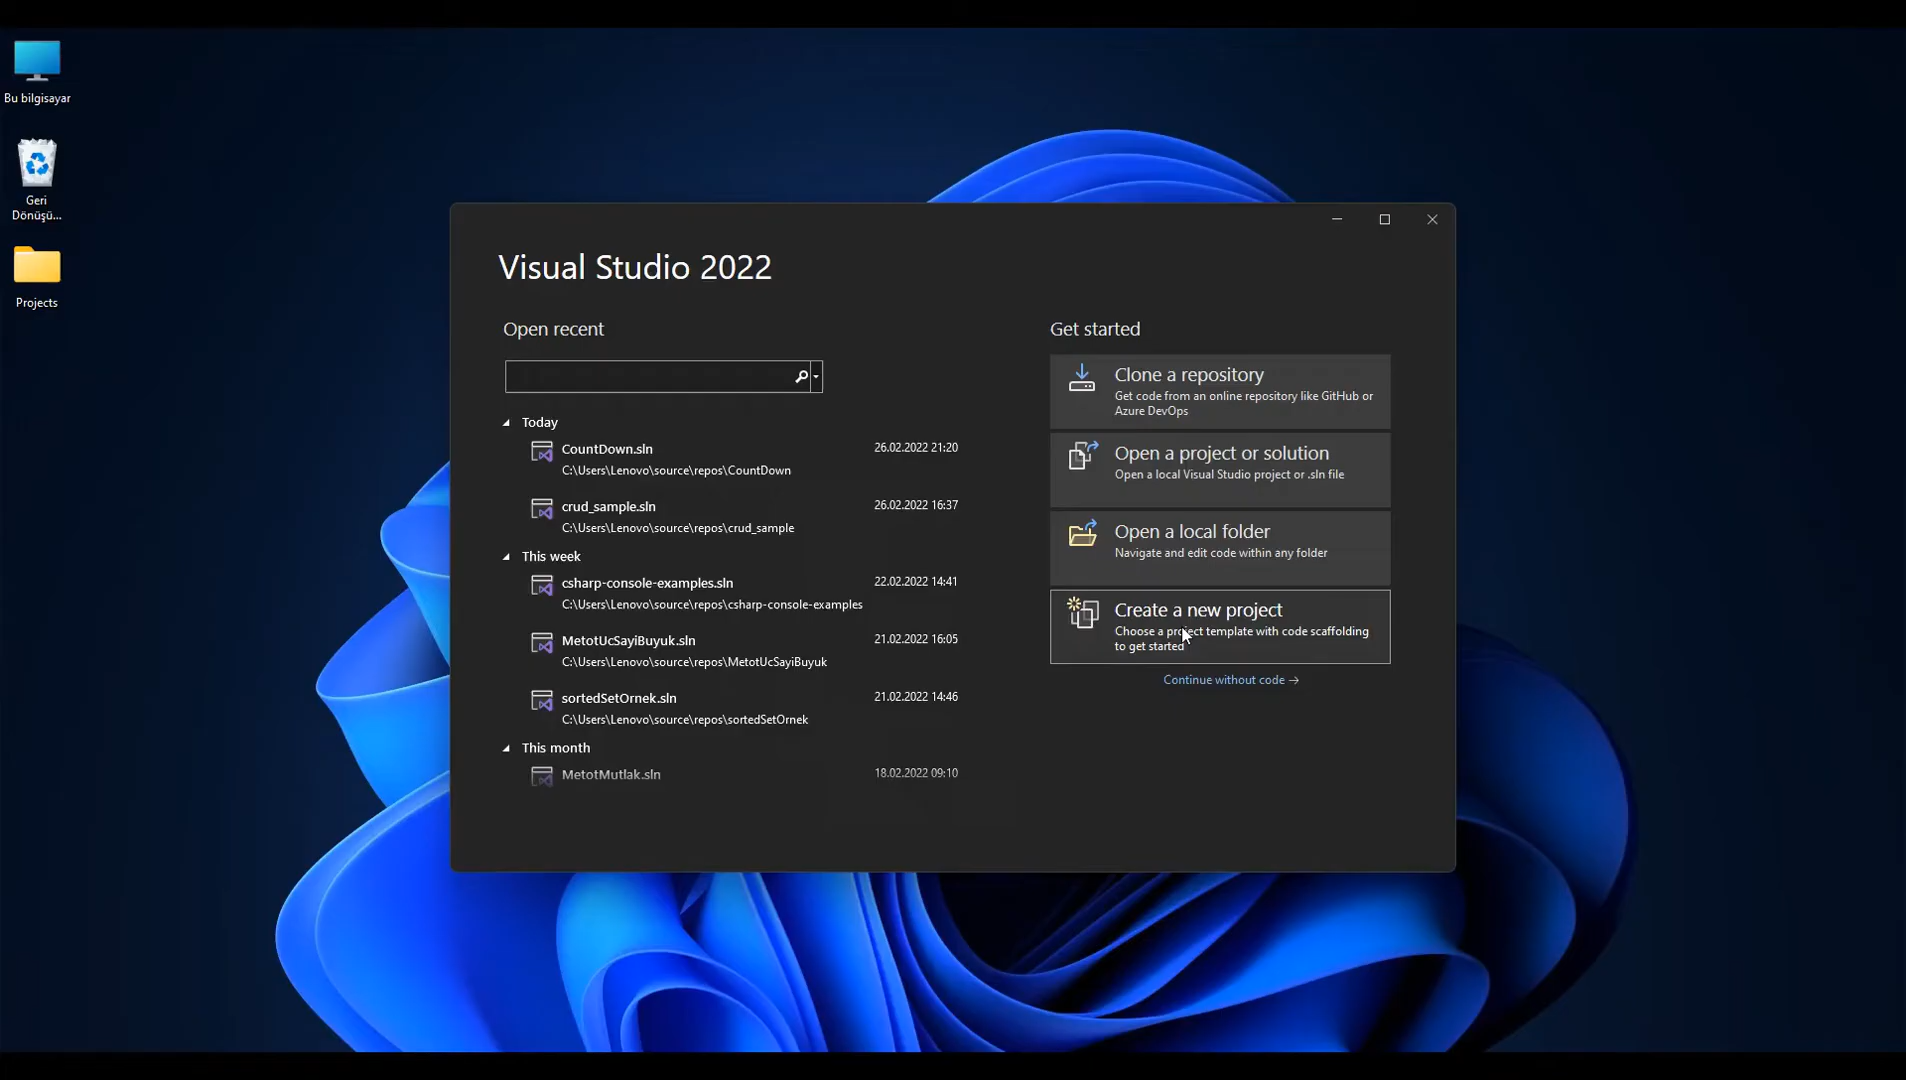 Bu bilgisayar
Geri
Dönüşü...
Projects
Visual Studio 2022
Open recent
Today
CountDown.sln 26.02.2022 21:20
C:\Users\Lenovo\source\repos\CountDown
crud_sample.sln 26.02.2022 16:37
C:\Users\Lenovo\source\repos\crud_sample
This week
csharp-console-examples.sln 22.02.2022 14:41
C:\Users\Lenovo\source\repos\csharp-console-examples
MetotUcSayiBuyuk.sln 21.02.2022 16:05
C:\Users\Lenovo\source\repos\MetotUcSayiBuyuk
sortedSetOrnek.sln 21.02.2022 14:46
C:\Users\Lenovo\source\repos\sortedSetOrnek
This month
MetotMutlak.sln 18.02.2022 09:10
Get started
Clone a repository
Get code from an online repository like GitHub or
Azure DevOps
Open a project or solution
Open a local Visual Studio project or .sln file
Open a local folder
Navigate and edit code within any folder
Create a new project
Choose a project template with code scaffolding
to get started
Continue without code →